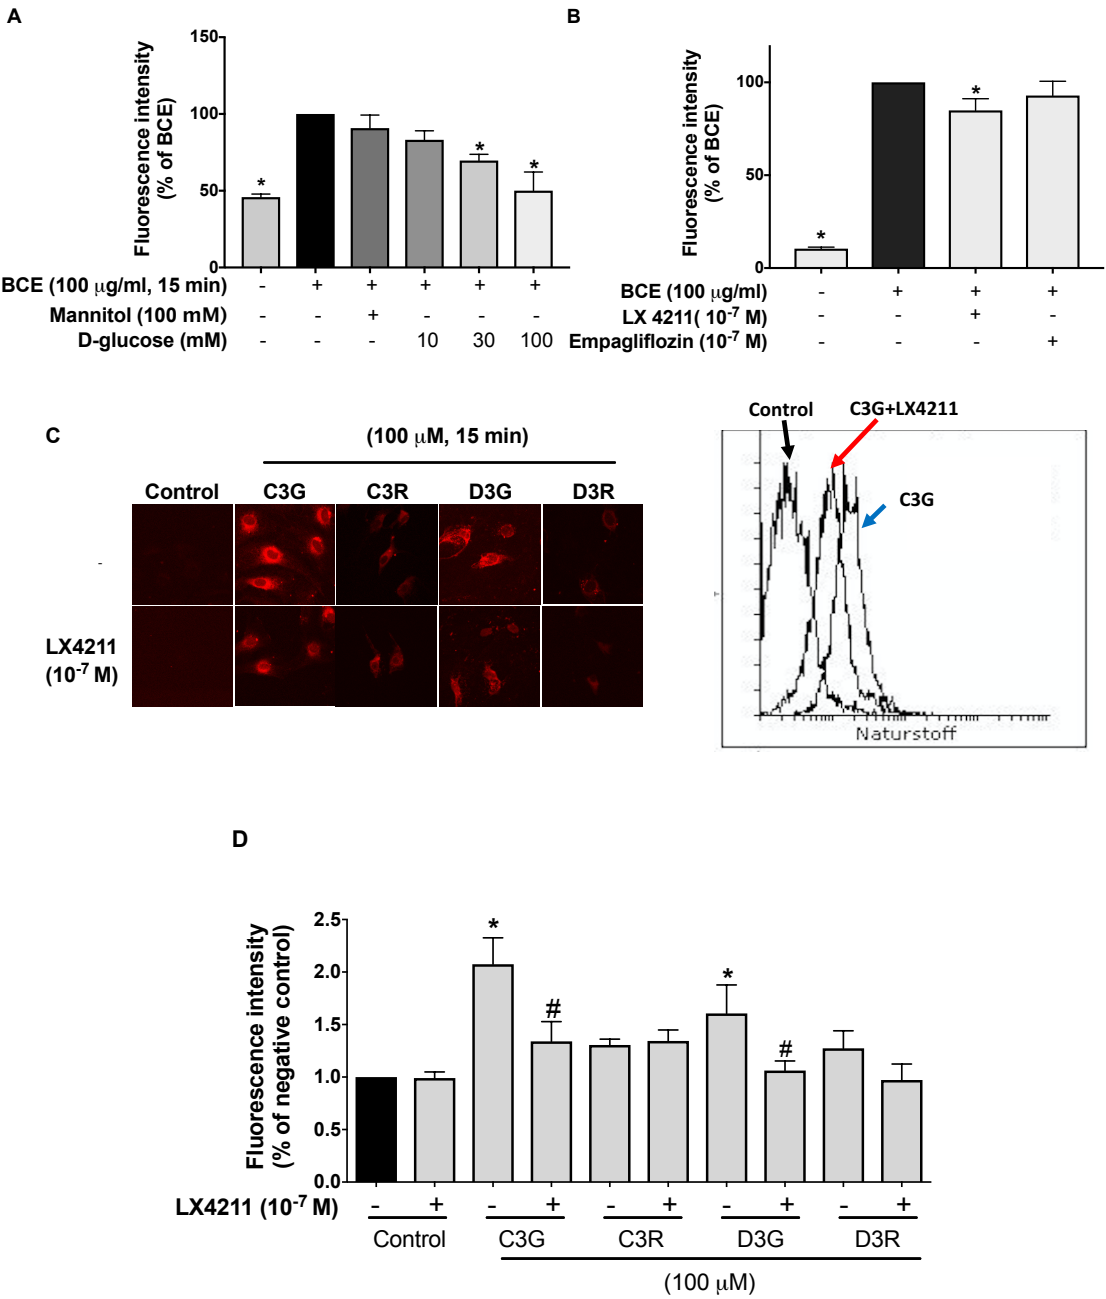 A
Fluorescence intensity
(% of BCE)
150
100
50
0
* * *
BCE (100 μg/ml, 15 min) - + + + + +
Mannitol (100 mM) - - + - - -
D-glucose (mM) - - - 10 30 100
B
Fluorescence intensity
(% of BCE)
100
50
0
* *
BCE (100 μg/ml) - + + +
LX 4211( 10-7 M) - - + -
Empagliflozin (10-7 M) - - - +
C
(100 μM, 15 min)
Control C3G C3R D3G D3R
-
LX4211
(10-7 M)
Control
C3G+LX4211
C3G
Naturstoff
D
Fluorescence intensity
(% of negative control)
2.5
2.0
1.5
1.0
0.5
0.0
* # * #
LX4211 (10-7 M) - + - + - + - + - +
Control C3G C3R D3G D3R
(100 μM)